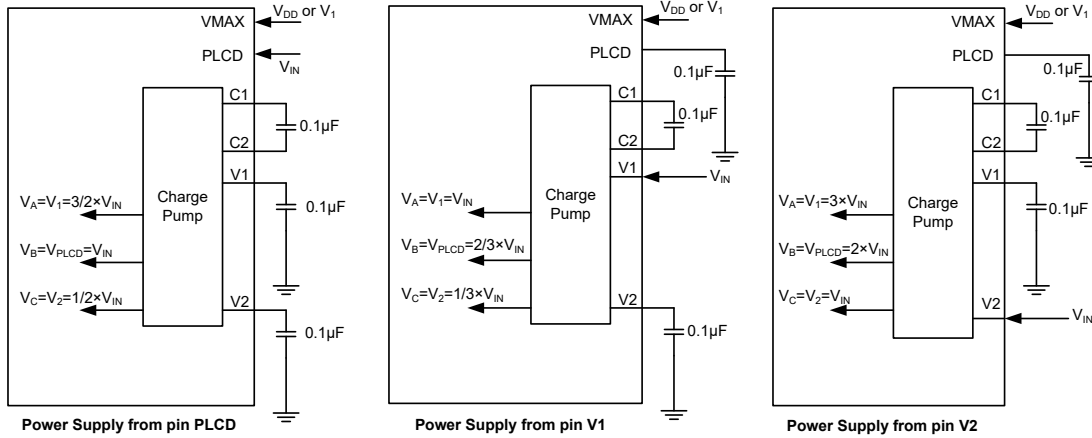 VMAX
V_DD or V_1
PLCD
V_IN
C1
0.1µF
C2
V1
Charge
Pump
0.1µF
V_A=V_1=3/2×V_IN
V_B=V_PLCD=V_IN
V_C=V_2=1/2×V_IN
V2
0.1µF
Power Supply from pin PLCD
VMAX
V_DD or V_1
PLCD
0.1µF
C1
0.1µF
C2
V1
V_IN
Charge
Pump
V_A=V_1=V_IN
V_B=V_PLCD=2/3×V_IN
V_C=V_2=1/3×V_IN
V2
0.1µF
Power Supply from pin V1
VMAX
V_DD or V_1
PLCD
0.1µF
C1
0.1µF
C2
V1
Charge
Pump
0.1µF
V_A=V_1=3×V_IN
V_B=V_PLCD=2×V_IN
V_C=V_2=V_IN
V2
V_IN
Power Supply from pin V2